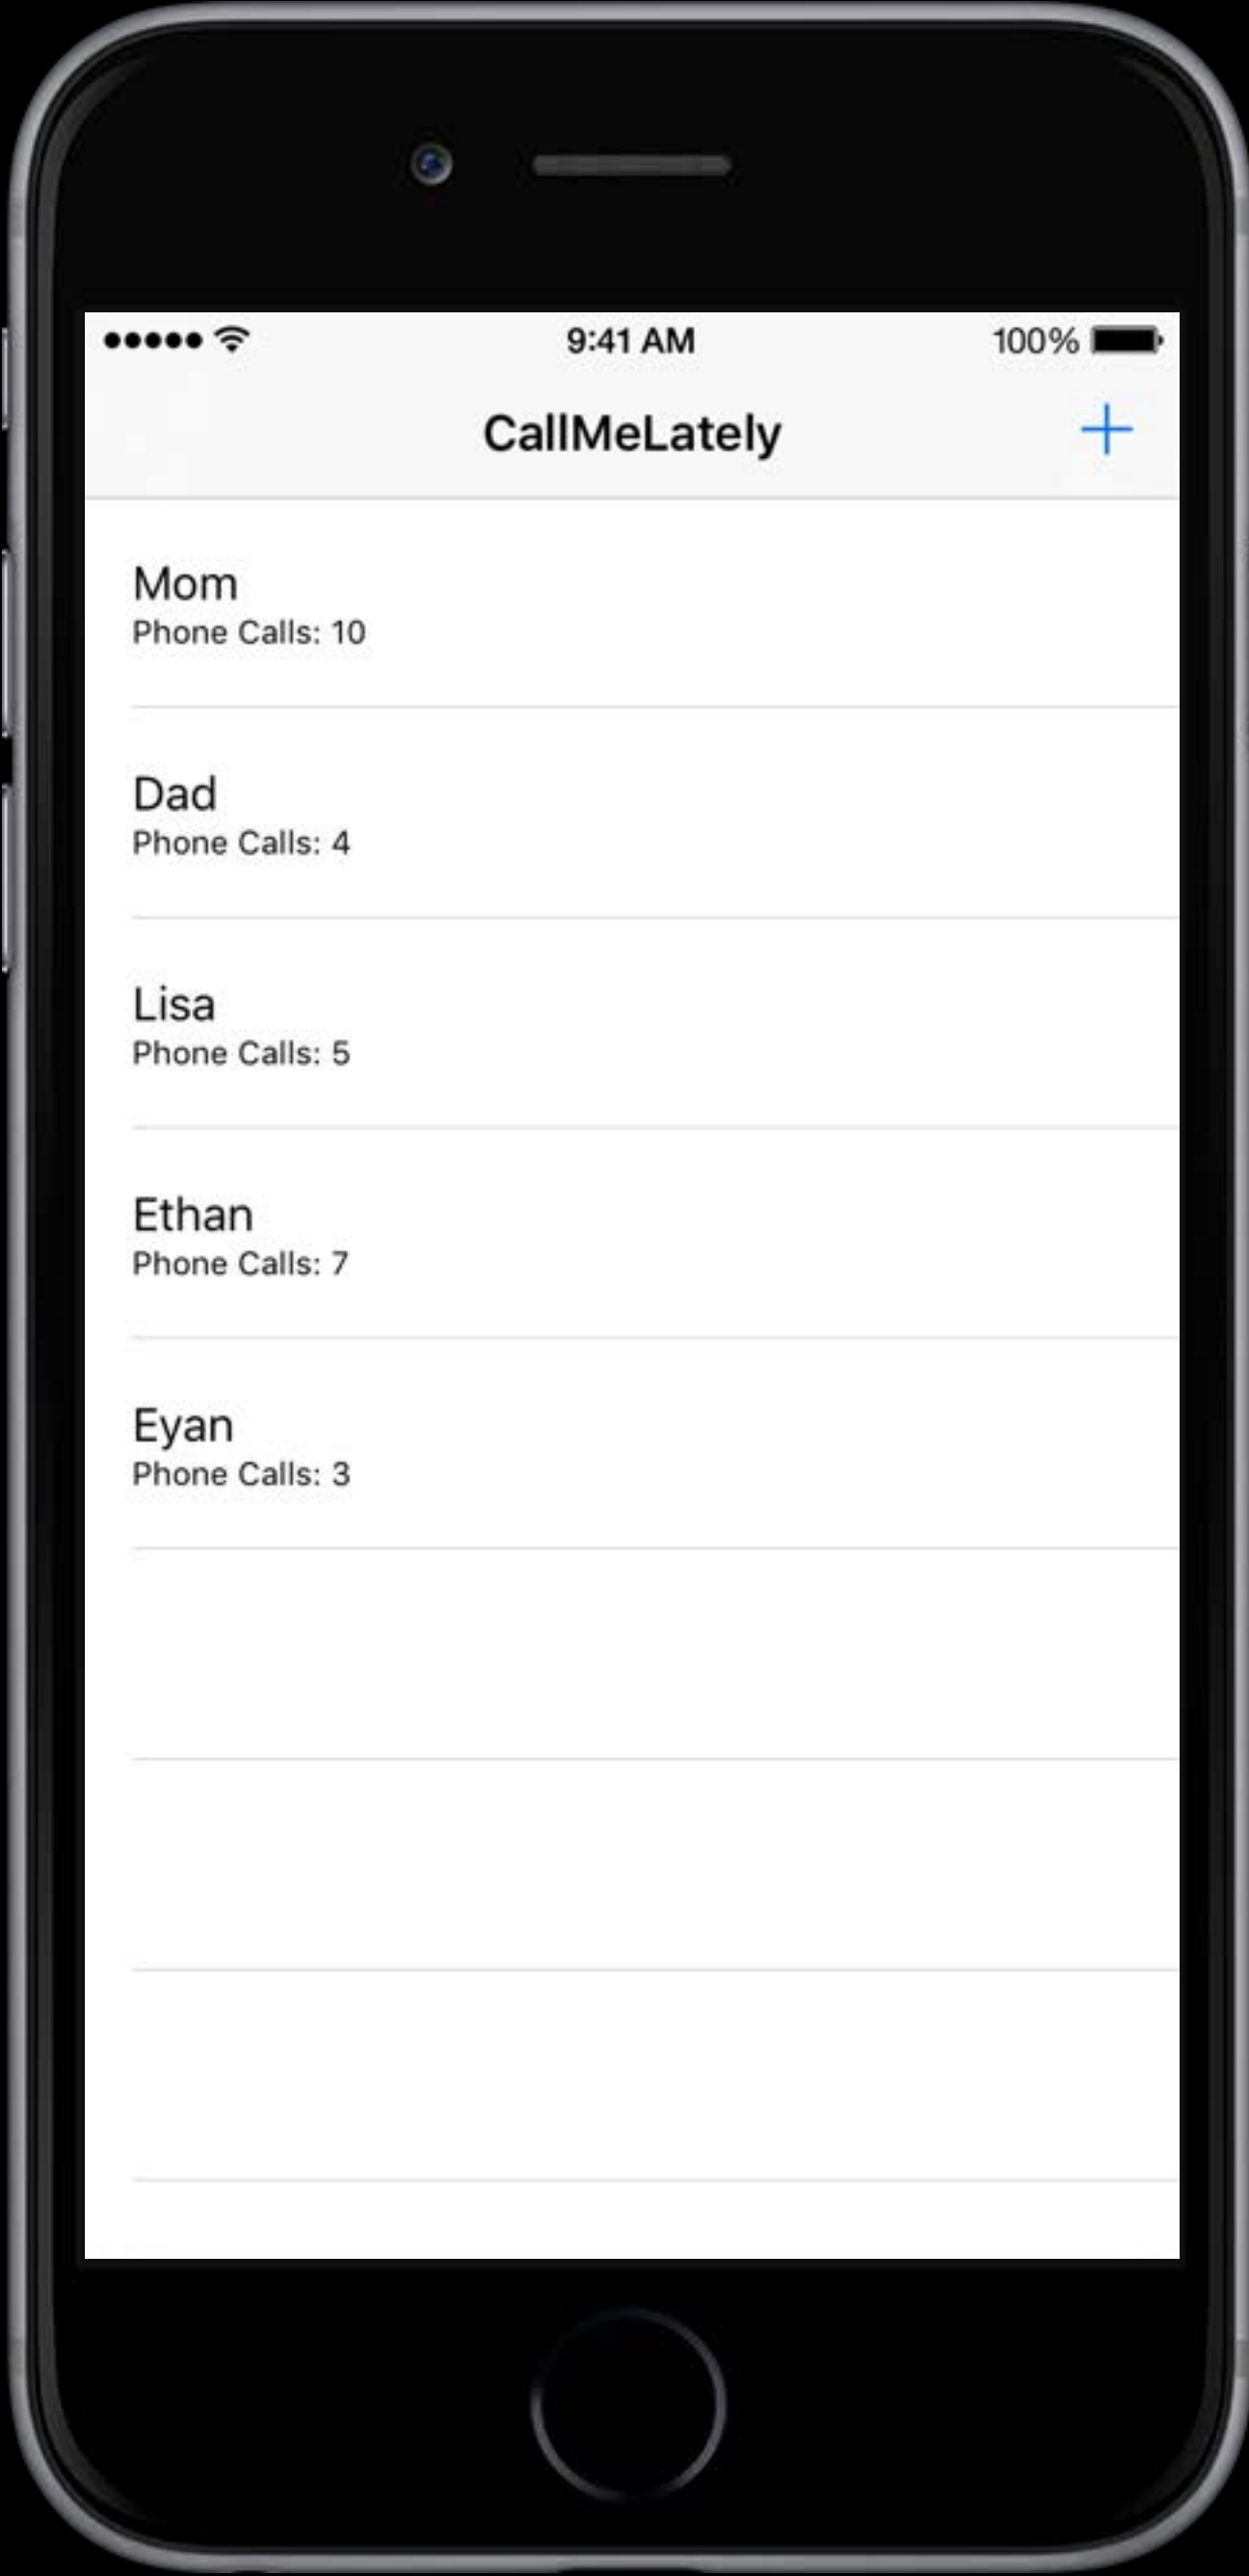 9:41 AM
100%
CallMeLately
Mom
Phone Calls: 10
Dad
Phone Calls: 4
Lisa
Phone Calls: 5
Ethan
Phone Calls: 7
Eyan
Phone Calls: 3